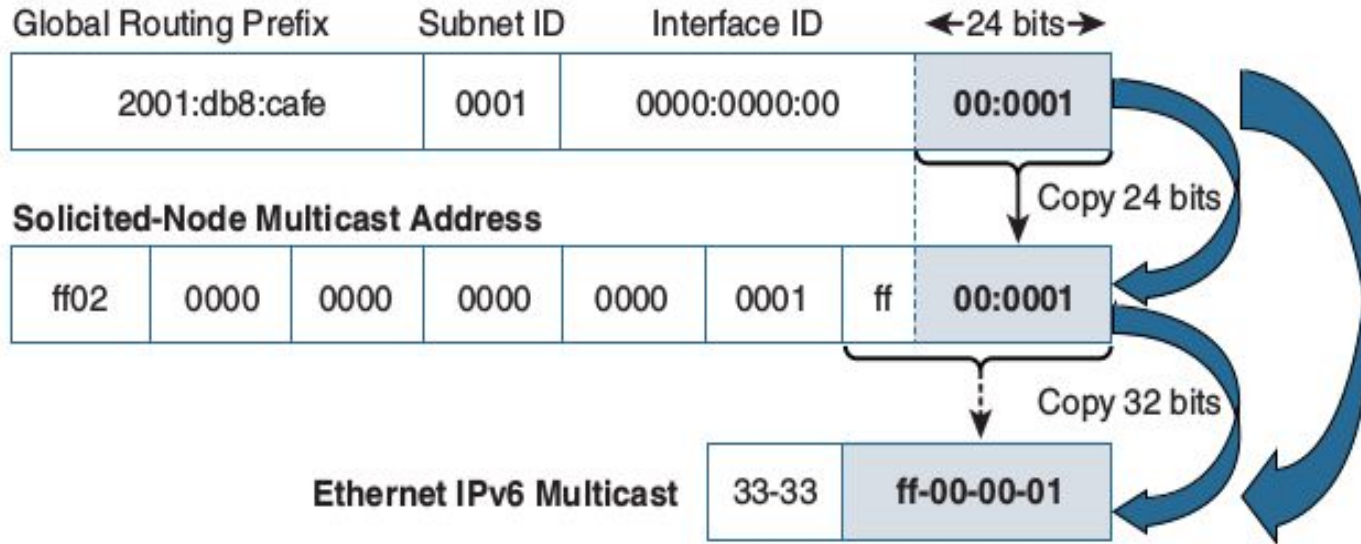 Global Routing Prefix Subnet ID Interface ID 24 bits
2001:db8:cafe 0001 0000:0000:00 00:0001
Copy 24 bits
Solicited-Node Multicast Address
ff02 0000 0000 0000 0000 0001 ff 00:0001
Copy 32 bits
Ethernet IPv6 Multicast 33-33 ff-00-00-01